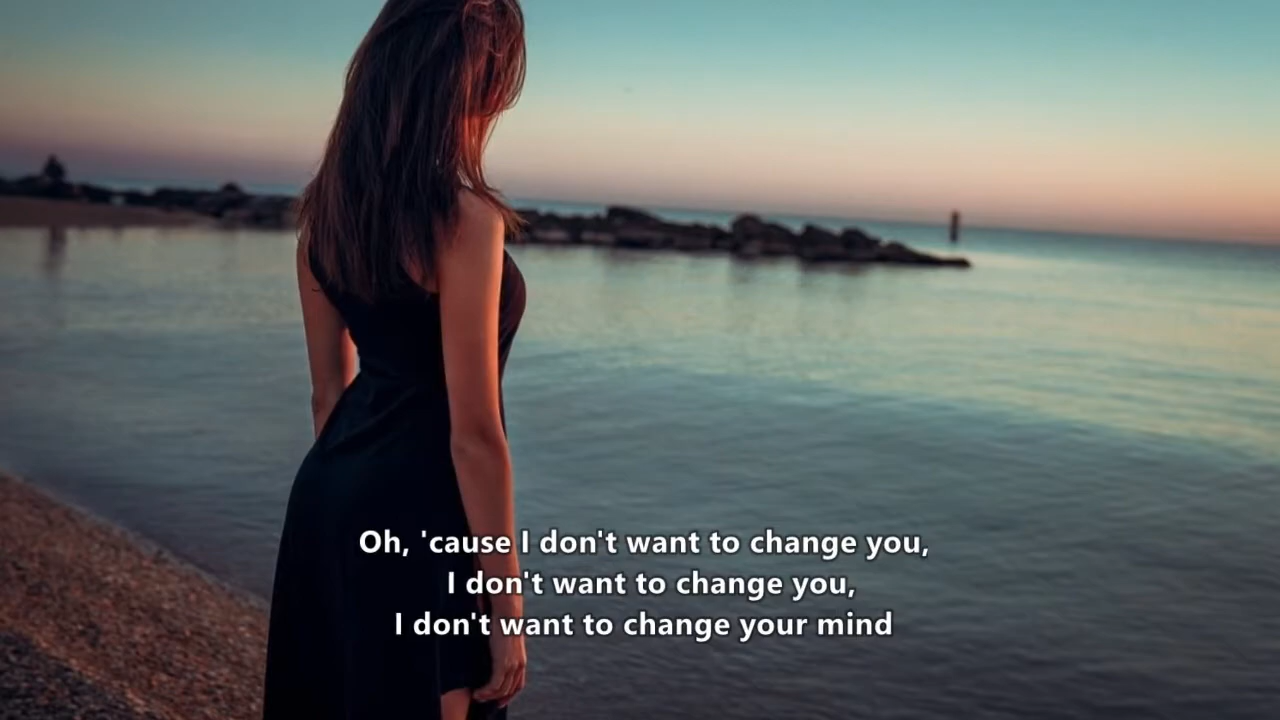 Oh, 'cause I don't want to change you,
I don't want to change you,
I don't want to change your mind